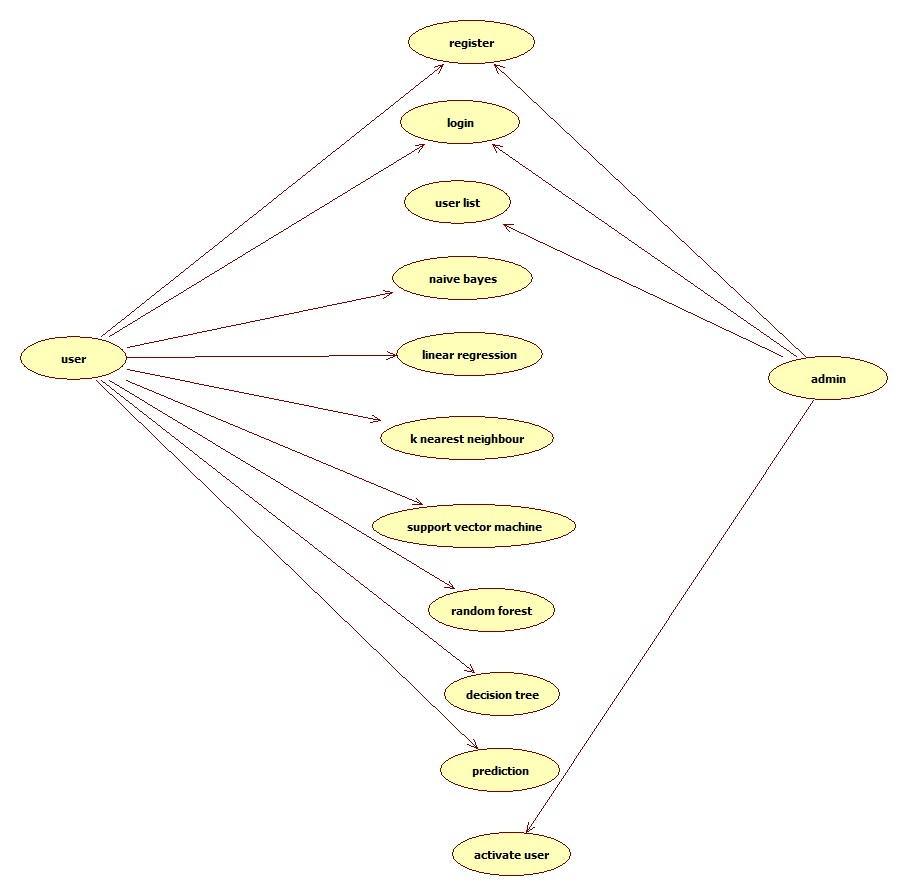 register
login
user list
naive bayes
linear regression
user
admin
k nearest neighbour
support vector machine
random forest
decision tree
prediction
activate user